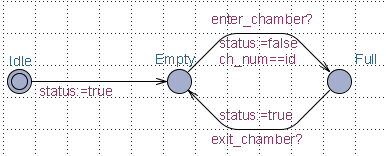 enter_chamber?
status:=false
ch_num==id
Idle
Empty
Full
status:=true
status:=true
exit_chamber?